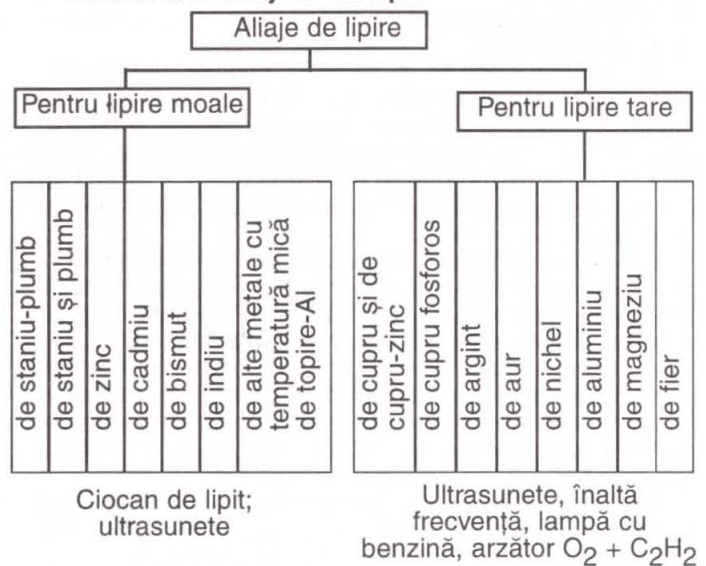 Aliaje de lipire
Pentru lipire moale
Pentru lipire tare
de staniu-plumb
de staniu și plumb
de zinc
de cadmiu
de bismut
de indiu
de alte metale cu
temperatură mică
de topire-Al
de cupru și de
cupru-zinc
de cupru fosforos
de argint
de aur
de nichel
de aluminiu
de magneziu
de fier
Ciocan de lipit;
ultrasunete
Ultrasunete, înaltă
frecvență, lampă cu
benzină, arzător O₂ + C₂H₂